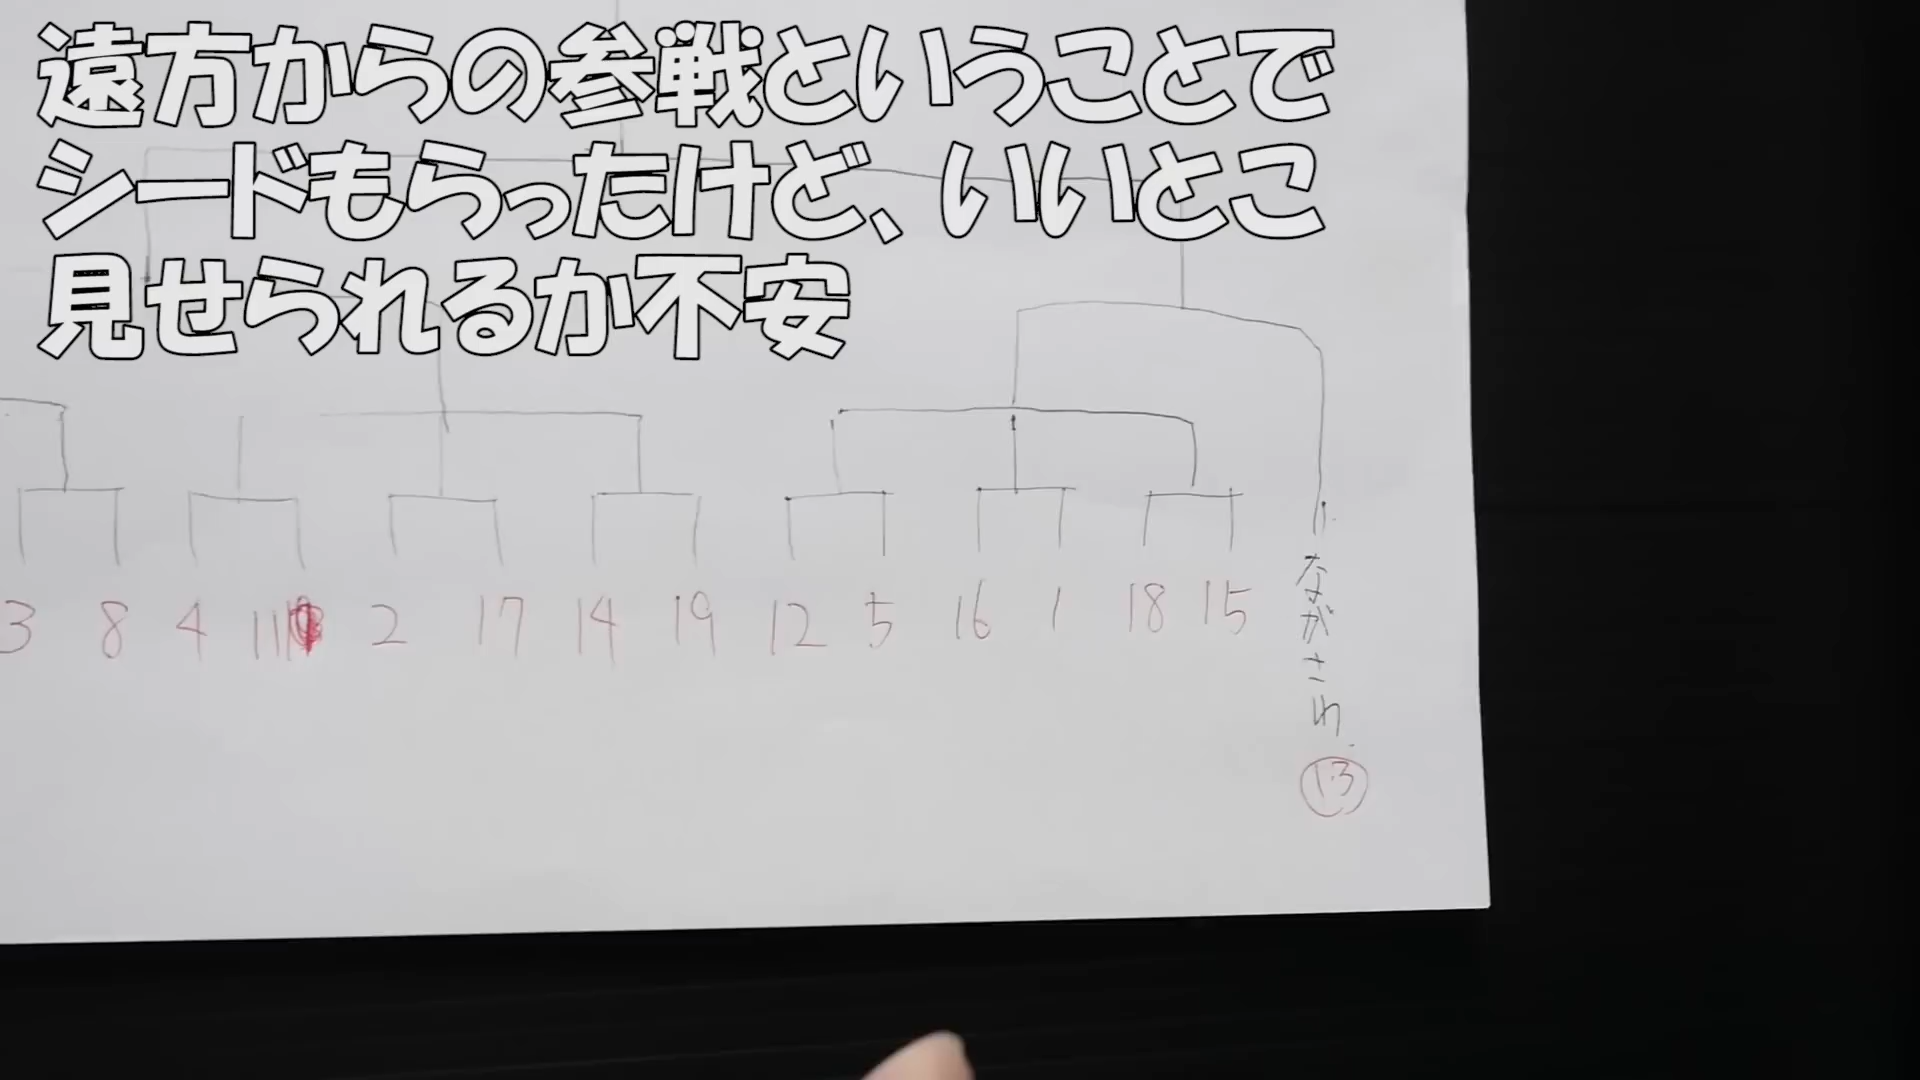 遠方からの参戦ということで
シードもらったけど、いいとこ
見せられるか不安
3 8 4 11 2 17 14 19 12 5 16 1 18 15
ながさわ
13